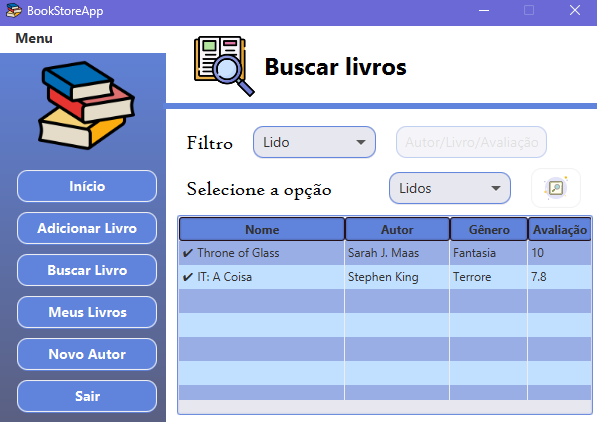 BookStoreApp
Menu
Buscar livros
Filtro Lido Autor/Livro/Avaliação
Selecione a opção Lidos
Início
Adicionar Livro
Buscar Livro
Meus Livros
Novo Autor
Sair
Nome Autor Gênero Avaliação
✔ Throne of Glass Sarah J. Maas Fantasia 10
✔ IT: A Coisa Stephen King Terrore 7.8